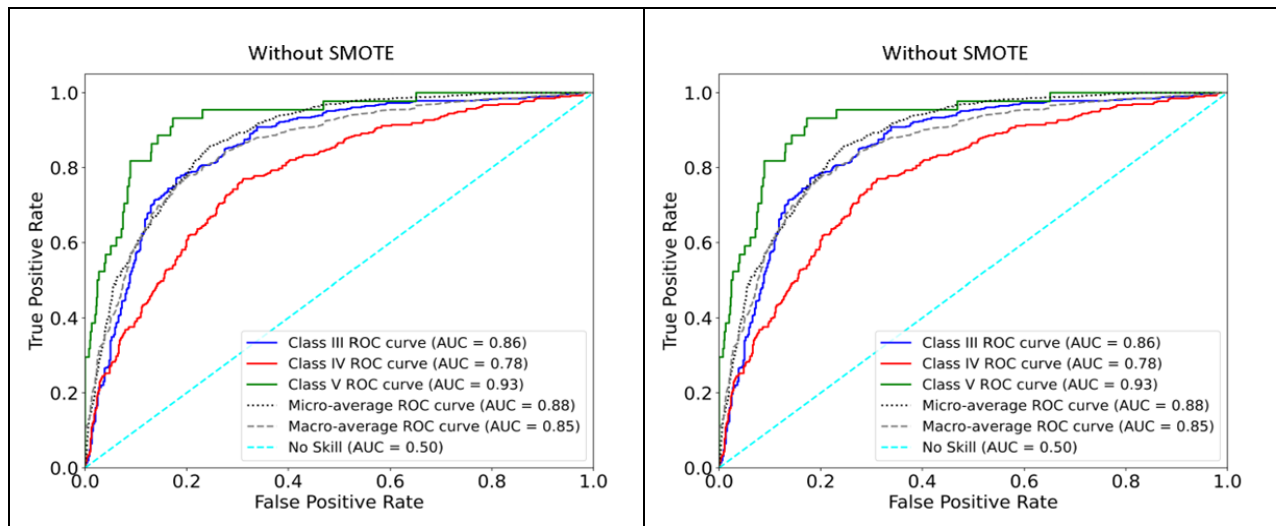 Without SMOTE
1.0
0.8
0.6
0.4
0.2
0.0
True Positive Rate
Class III ROC curve (AUC = 0.86)
Class IV ROC curve (AUC = 0.78)
Class V ROC curve (AUC = 0.93)
Micro-average ROC curve (AUC = 0.88)
Macro-average ROC curve (AUC = 0.85)
No Skill (AUC = 0.50)
0.0 0.2 0.4 0.6 0.8 1.0
False Positive Rate
Without SMOTE
1.0
0.8
0.6
0.4
0.2
0.0
True Positive Rate
Class III ROC curve (AUC = 0.86)
Class IV ROC curve (AUC = 0.78)
Class V ROC curve (AUC = 0.93)
Micro-average ROC curve (AUC = 0.88)
Macro-average ROC curve (AUC = 0.85)
No Skill (AUC = 0.50)
0.0 0.2 0.4 0.6 0.8 1.0
False Positive Rate